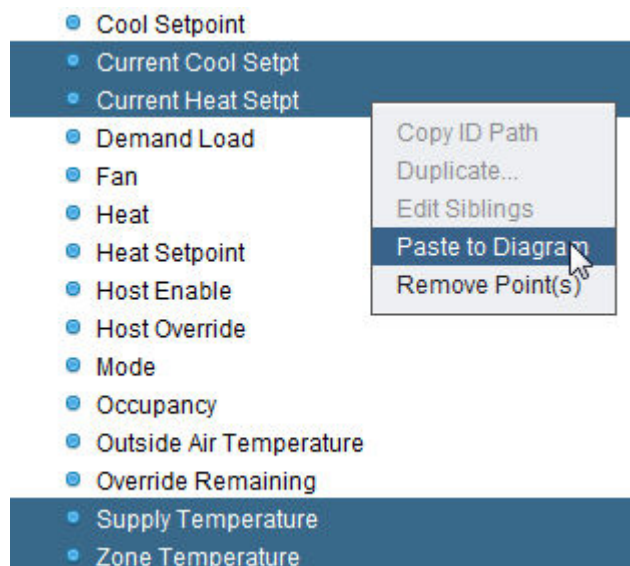 Cool Setpoint
Current Cool Setpt
Current Heat Setpt
Demand Load
Fan
Heat
Heat Setpoint
Host Enable
Host Override
Mode
Occupancy
Outside Air Temperature
Override Remaining
Supply Temperature
Zone Temperature
Copy ID Path
Duplicate...
Edit Siblings
Paste to Diagram
Remove Point(s)